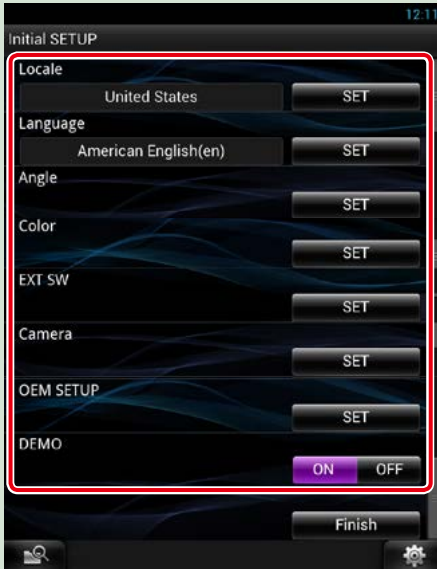 12:11
Initial SETUP
Locale
United States SET
Language
American English(en) SET
Angle
SET
Color
SET
EXT SW
SET
Camera
SET
OEM SETUP
SET
DEMO
ON OFF
Finish